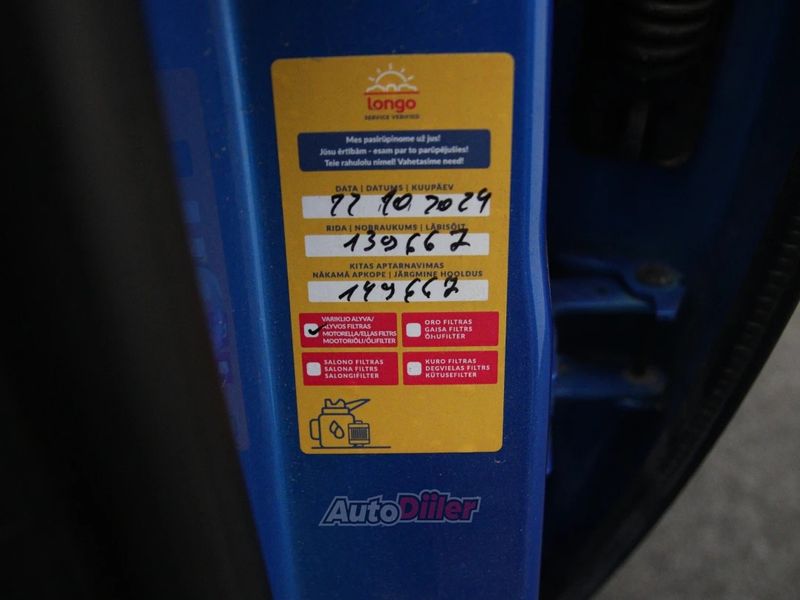 longo
SERVICE VERIFIED
Mes pasirūpinome už jus!
Jūsu ērtībām - esam par to parūpējušies!
Teie rahulolu nimel! Vahetasime need!
DATA | DATUMS | KUUPÄEV
22 10 2024
RIDA | NOBRAUKUMS | LÄBISÕIT
139667
KITAS APTARNAVIMAS
NĀKAMĀ APKOPE | JÄRGMINE HOOLDUS
149667
VARIKLIO ALYVA/
ALYVOS FILTRAS
MOTORELLA/ELLAS FILTRS
MOOTORIÕLI/ÕLIFILTER
ORO FILTRAS
GAISA FILTRS
ÕHUFILTER
SALONO FILTRAS
SALONA FILTRS
SALONGIFILTER
KURO FILTRAS
DEGVIELAS FILTRS
KÜTUSEFILTER
AutoDiiler